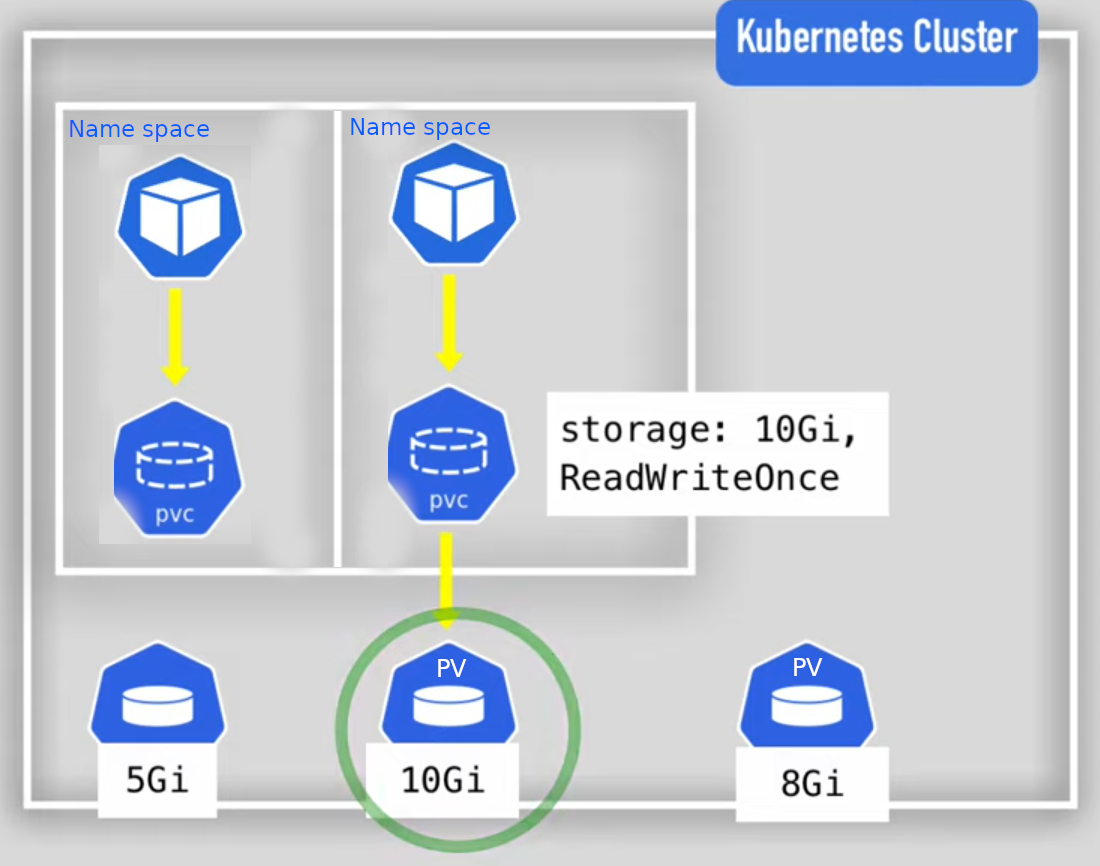 Kubernetes Cluster
Name space
Name space
pvc
pvc
storage: 10Gi,
ReadWriteOnce
PV
PV
5Gi
10Gi
8Gi